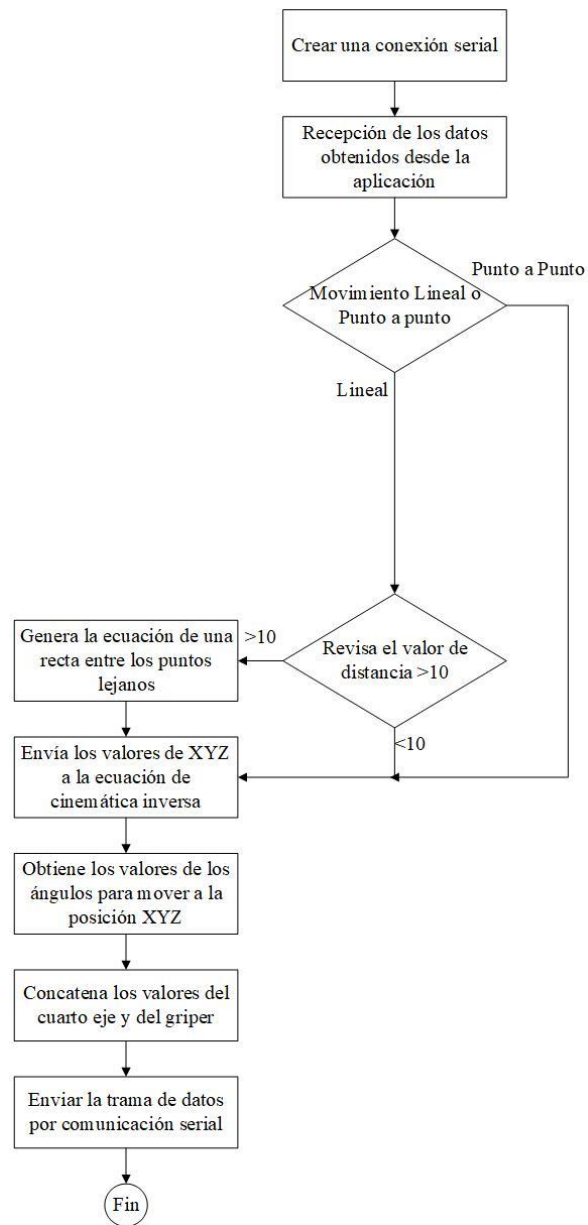 Crear una conexión serial
Recepción de los datos
obtenidos desde la
aplicación
Punto a Punto
Movimiento Lineal o
Punto a punto
Lineal
Genera la ecuación de una
recta entre los puntos
lejanos
>10
Revisa el valor de
distancia >10
<10
Envía los valores de XYZ
a la ecuación de
cinemática inversa
Obtiene los valores de los
ángulos para mover a la
posición XYZ
Concatena los valores del
cuarto eje y del griper
Enviar la trama de datos
por comunicación serial
Fin